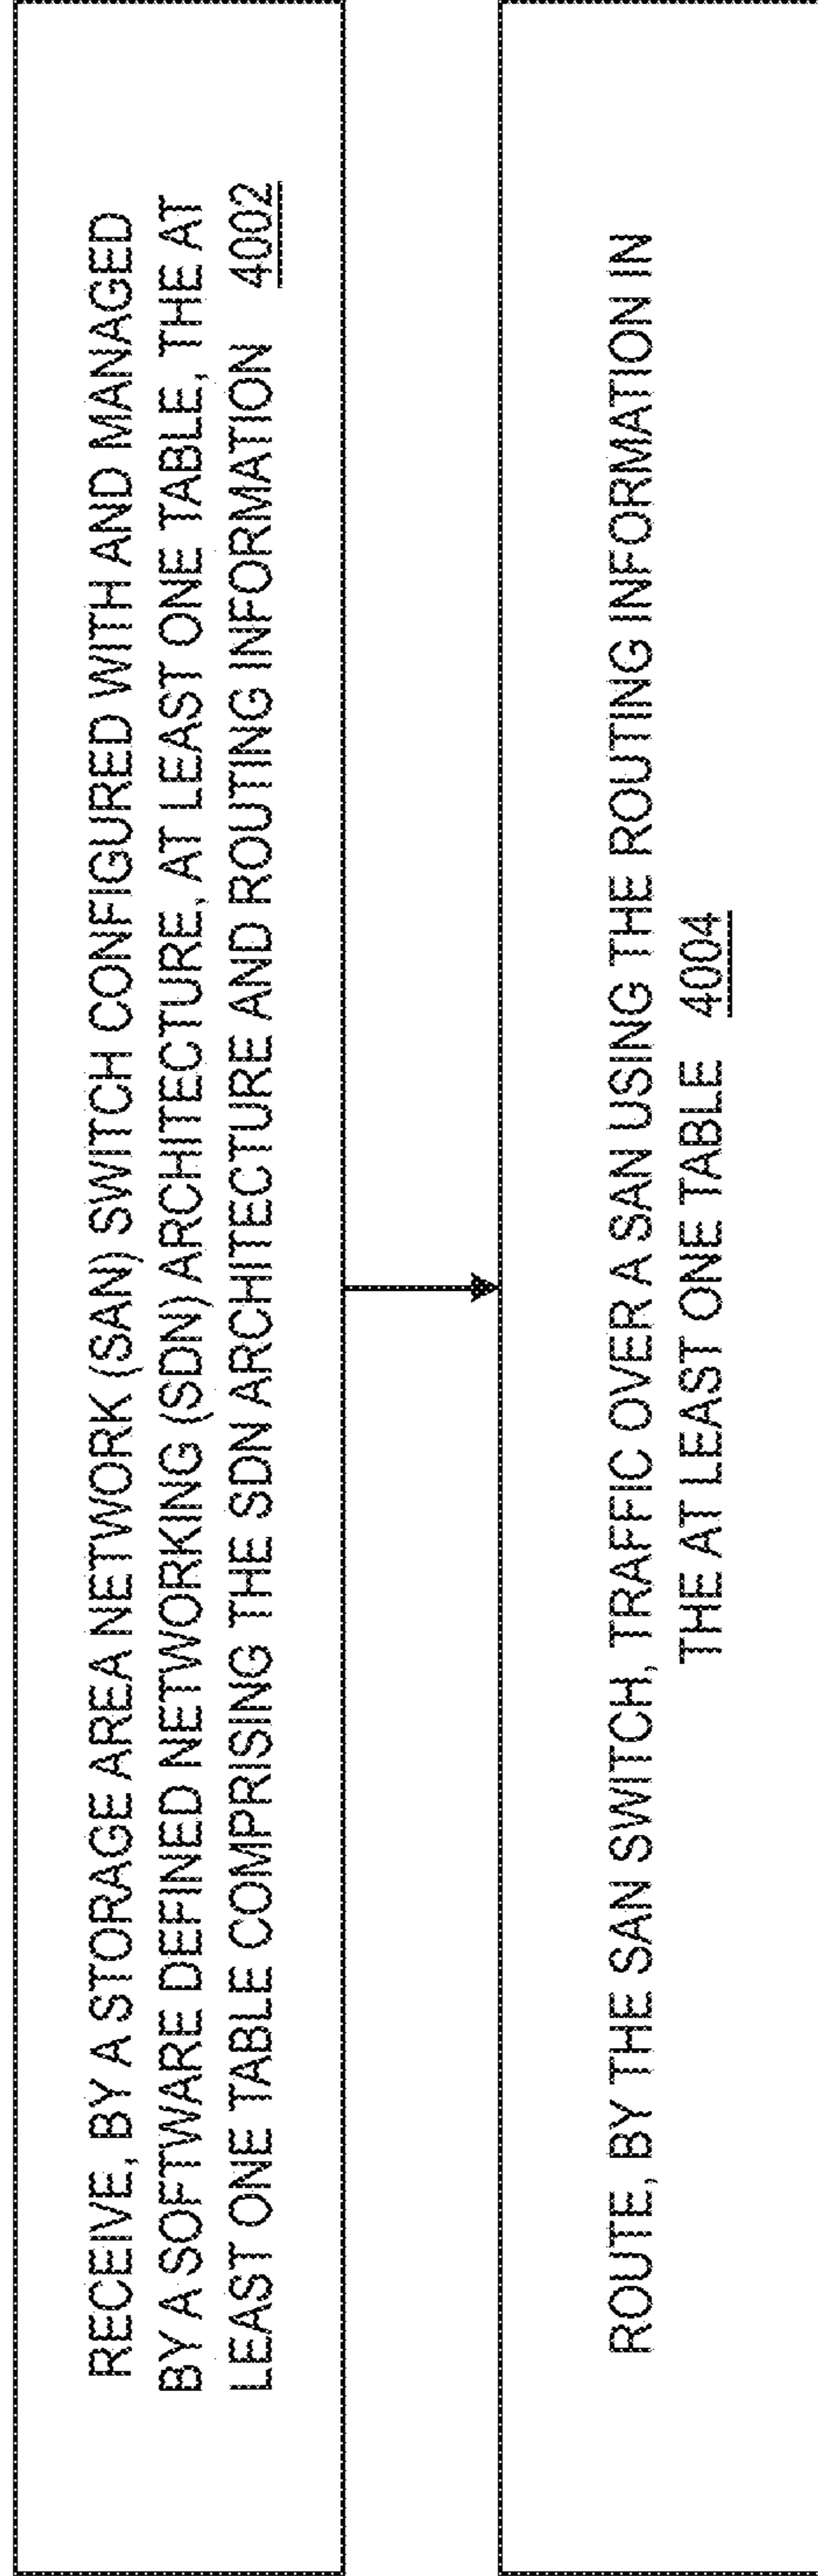 RECEIVE, BY A STORAGE AREA NETWORK (SAN) SWITCH CONFIGURED WITH AND MANAGED
BY A SOFTWARE DEFINED NETWORKING (SDN) ARCHITECTURE, AT LEAST ONE TABLE, THE AT
LEAST ONE TABLE COMPRISING THE SDN ARCHITECTURE AND ROUTING INFORMATION 4002
ROUTE, BY THE SAN SWITCH, TRAFFIC OVER A SAN USING THE ROUTING INFORMATION IN
THE AT LEAST ONE TABLE 4004